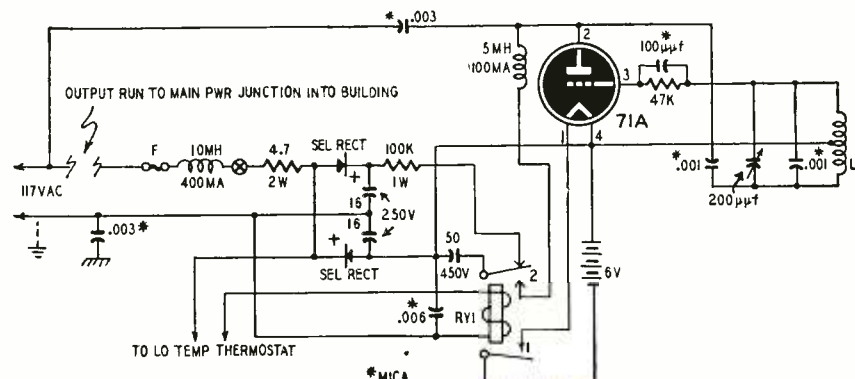 * .003
2
5MH
100MA
*
100µµf
3
47K
71A
1
4
OUTPUT RUN TO MAIN PWR JUNCTION INTO BUILDING
F
10MH
400MA
4.7
2W
SEL RECT
+
100K
1W
117VAC
16
16
250V
.003*
+
SEL RECT
50
450V
2
*.001
200µµf
*
.001
L
6V
*
.006
RY1
1
TO LO TEMP THERMOSTAT
*MICA